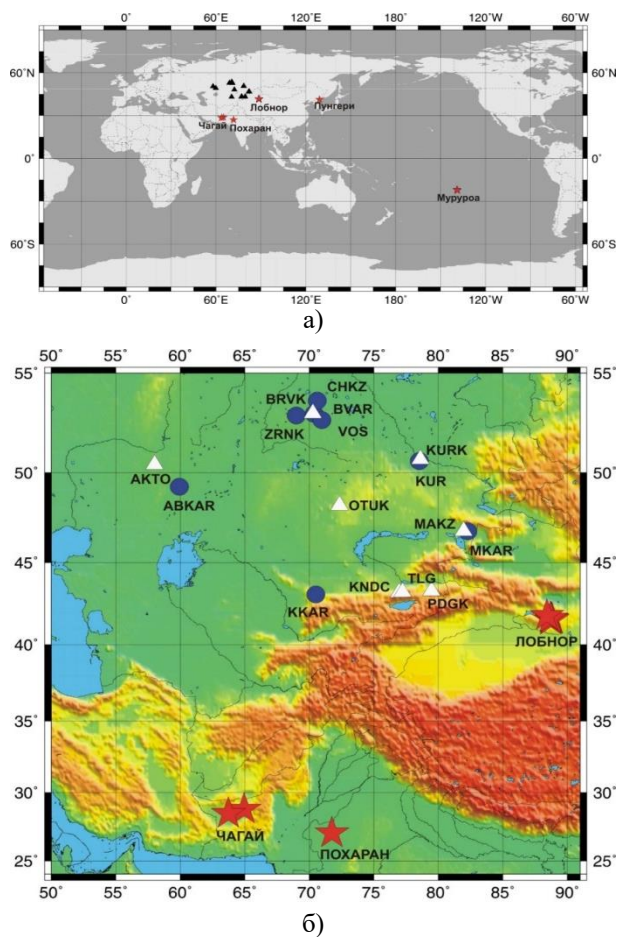 0° 60°E 120°E 180° 120°W 60°W
60°N 60°N
Лобнор Пунгери
Чагай Похаран
0° 0°
Муруроа
60°S 60°S
0° 60°E 120°E 180° 120°W 60°W
а)
50° 55° 60° 65° 70° 75° 80° 85° 90°
55° 55°
CHKZ
BRVK BVAR
ZRNK VOS
KURK
50° 50°
AKTO KUR
ABKAR OTUK
MAKZ
MKAR
45° 45°
KNDC TLG
KKAR PDGK
ЛОБНОР
40° 40°
35° 35°
30° 30°
ЧАГАЙ
ПОХАРАН
25° 25°
50° 55° 60° 65° 70° 75° 80° 85° 90°
б)